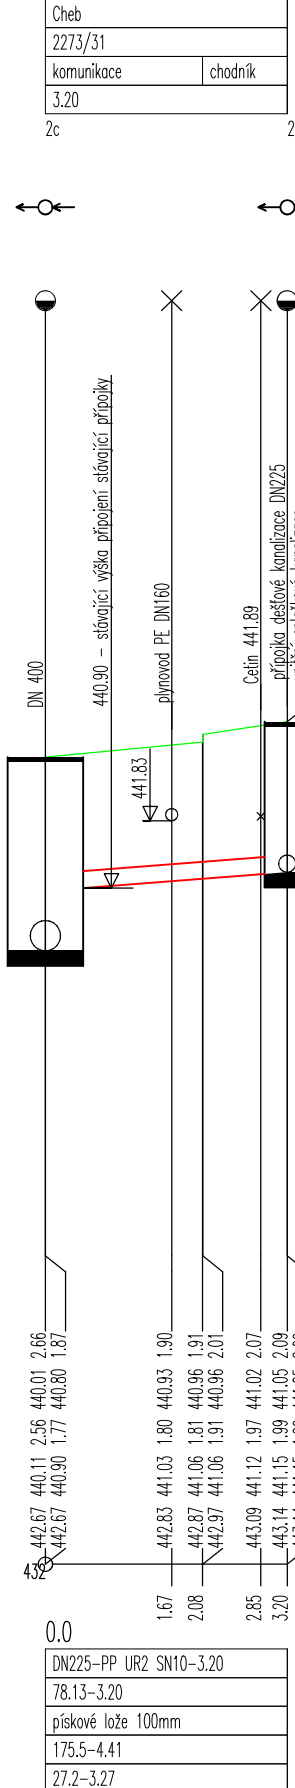 Cheb
2273/31
komunikace
chodník
3.20
2c
2
DN 400
440.90 – stávající výška připojení stávající přípojky
plynovod PE DN160
Cetin 441.89
přípojka dešťové kanalizace DN225
441.83
442.67 440.11 2.56 440.01 2.66
442.67 440.90 1.77 440.80 1.87
442.83 441.03 1.80 440.93 1.90
442.87 441.06 1.81 440.96 1.91
442.97 441.06 1.91 440.96 2.01
443.09 441.12 1.97 441.02 2.07
443.14 441.15 1.99 441.05 2.09
432
1.67
2.08
2.85
3.20
0.0
DN225-PP UR2 SN10-3.20
78.13-3.20
pískové lože 100mm
175.5-4.41
27.2-3.27